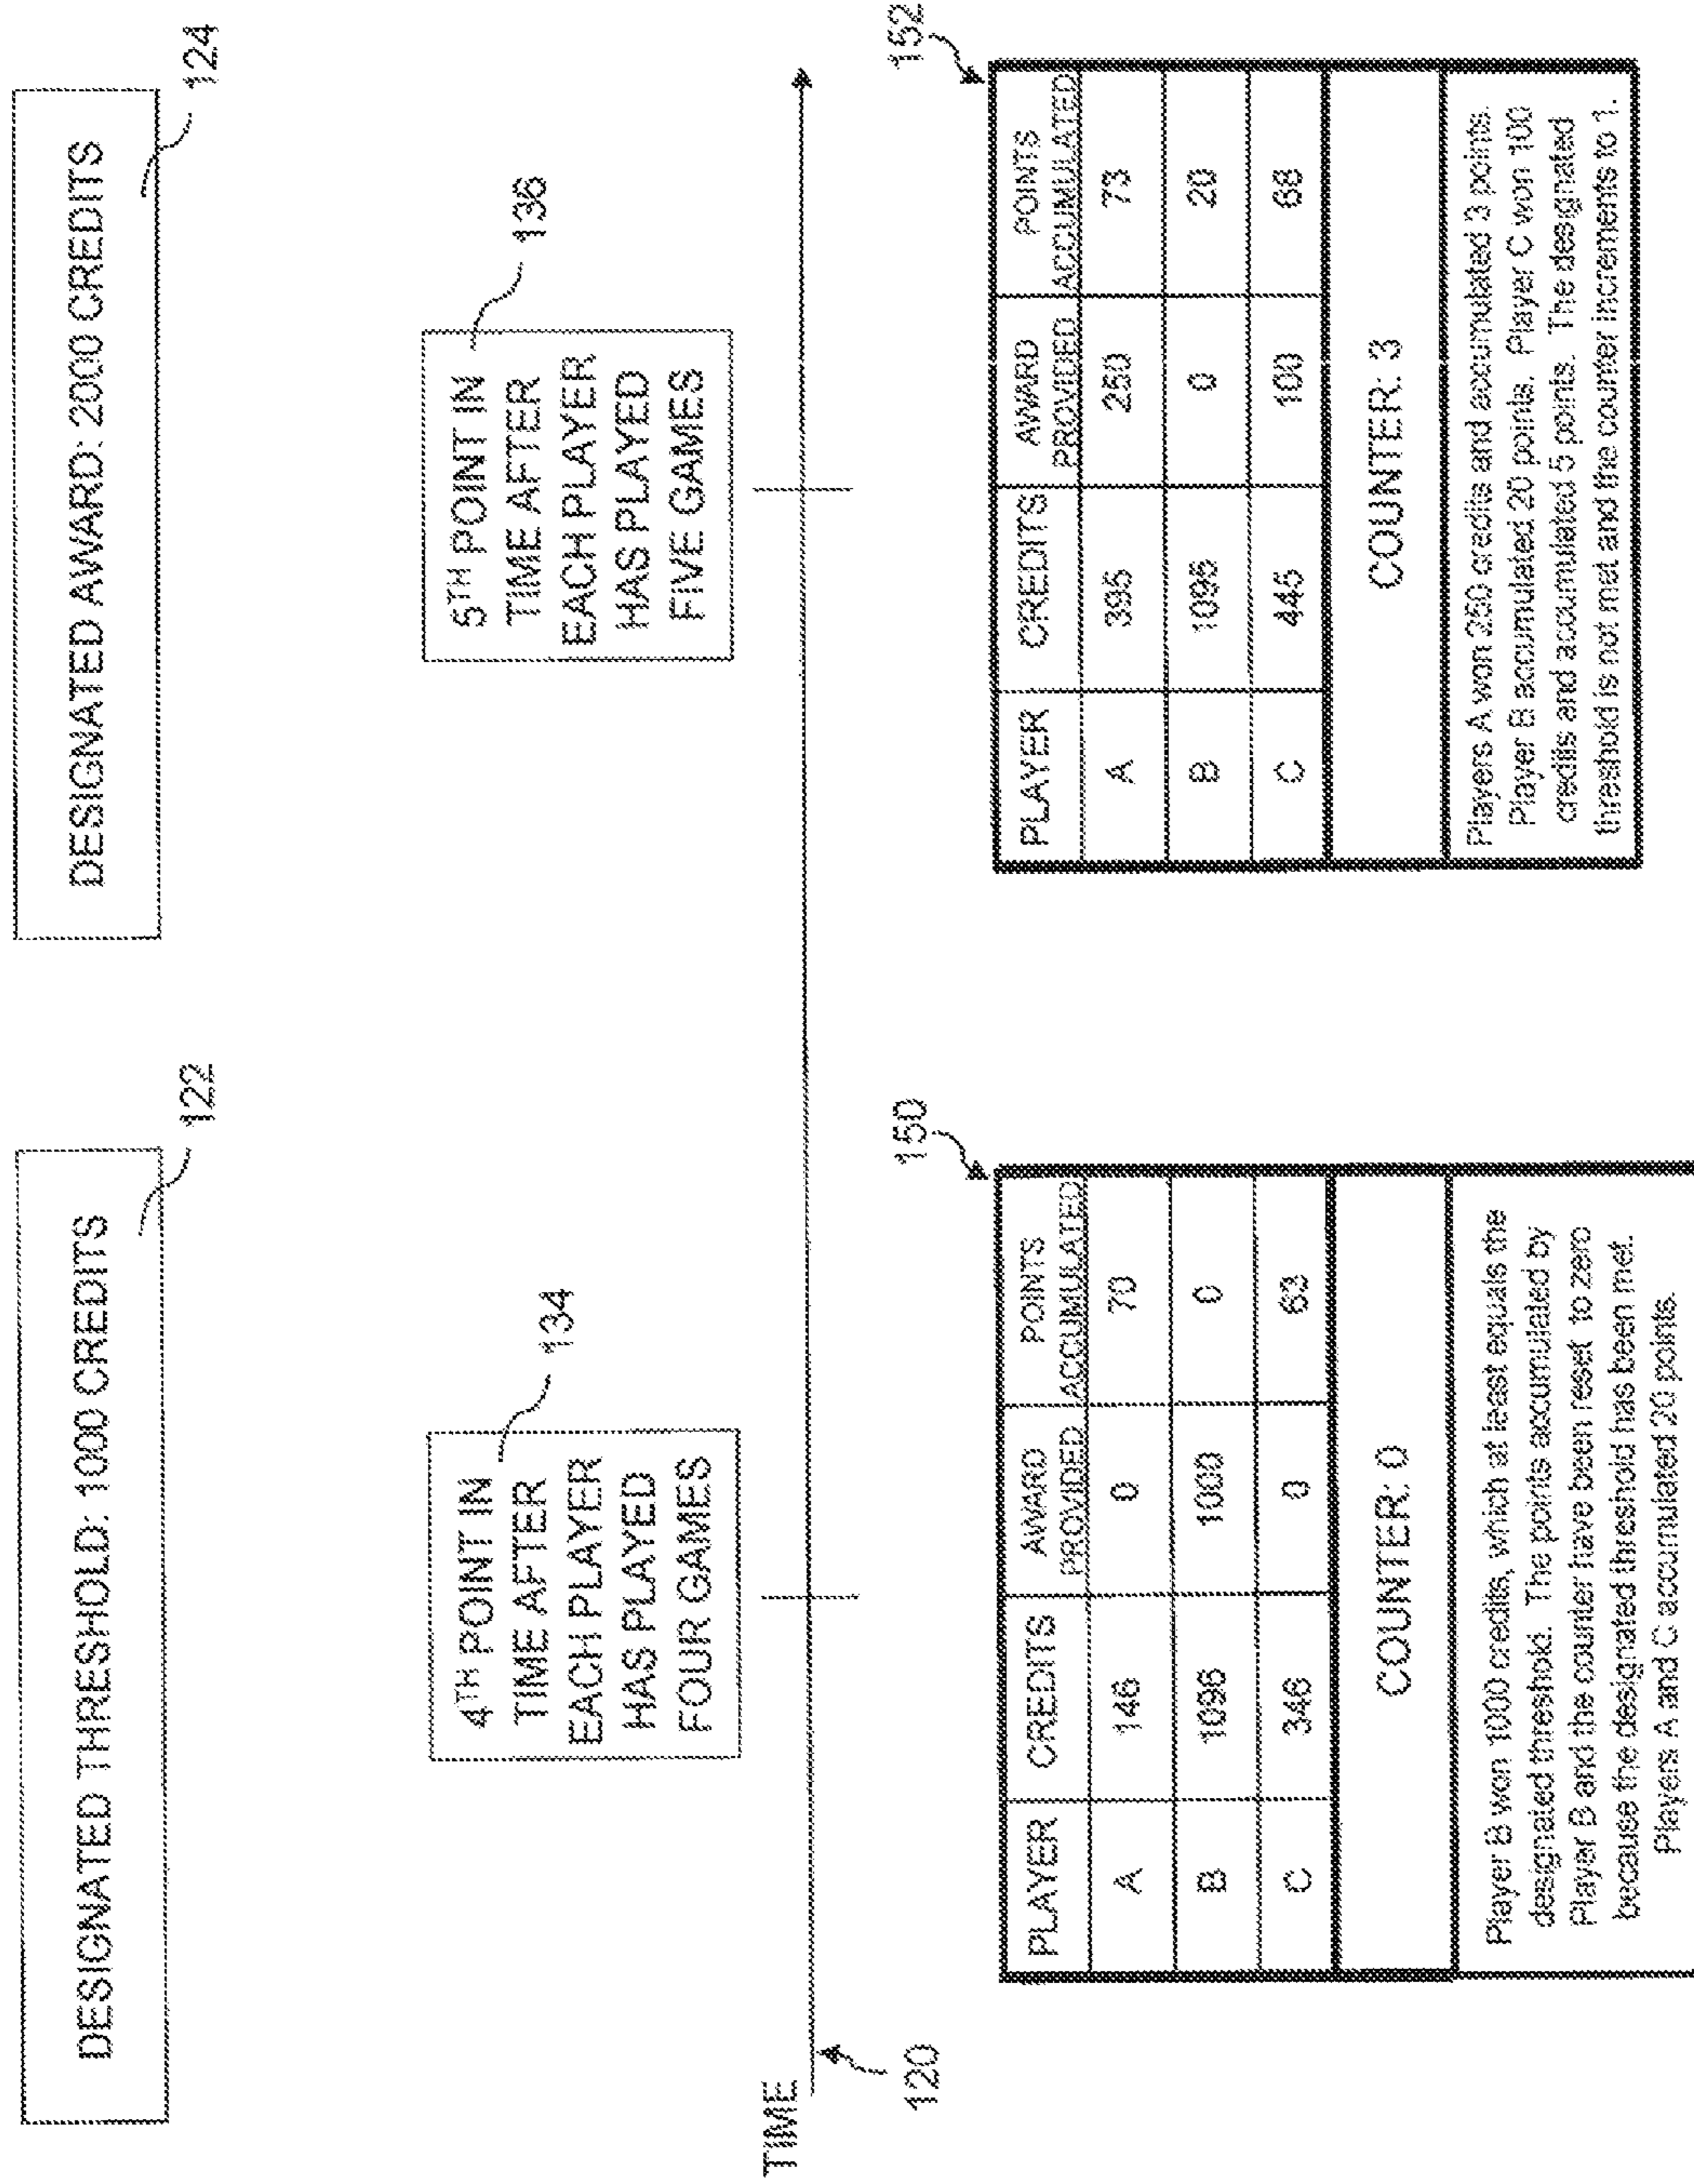 DESIGNATED THRESHOLD: 1000 CREDITS
122
DESIGNATED AWARD: 2000 CREDITS
124
4TH POINT IN
TIME AFTER
EACH PLAYER
HAS PLAYED
FOUR GAMES
134
5TH POINT IN
TIME AFTER
EACH PLAYER
HAS PLAYED
FIVE GAMES
136
TIME
120
150
PLAYER CREDITS AWARD PROVIDED POINTS ACCUMULATED
A 146 0 70
B 1096 1000 0
C 346 0 63
COUNTER: 0
Player B won 1000 credits, which at least equals the
designated threshold. The points accumulated by
Player B and the counter have been reset to zero
because the designated threshold has been met.
Players A and C accumulated 20 points.
152
PLAYER CREDITS AWARD PROVIDED POINTS ACCUMULATED
A 395 250 73
B 1095 0 20
C 445 100 68
COUNTER: 3
Players A won 250 credits and accumulated 3 points.
Player B accumulated 20 points. Player C won 100
credits and accumulated 5 points. The designated
threshold is not met and the counter increments to 1.